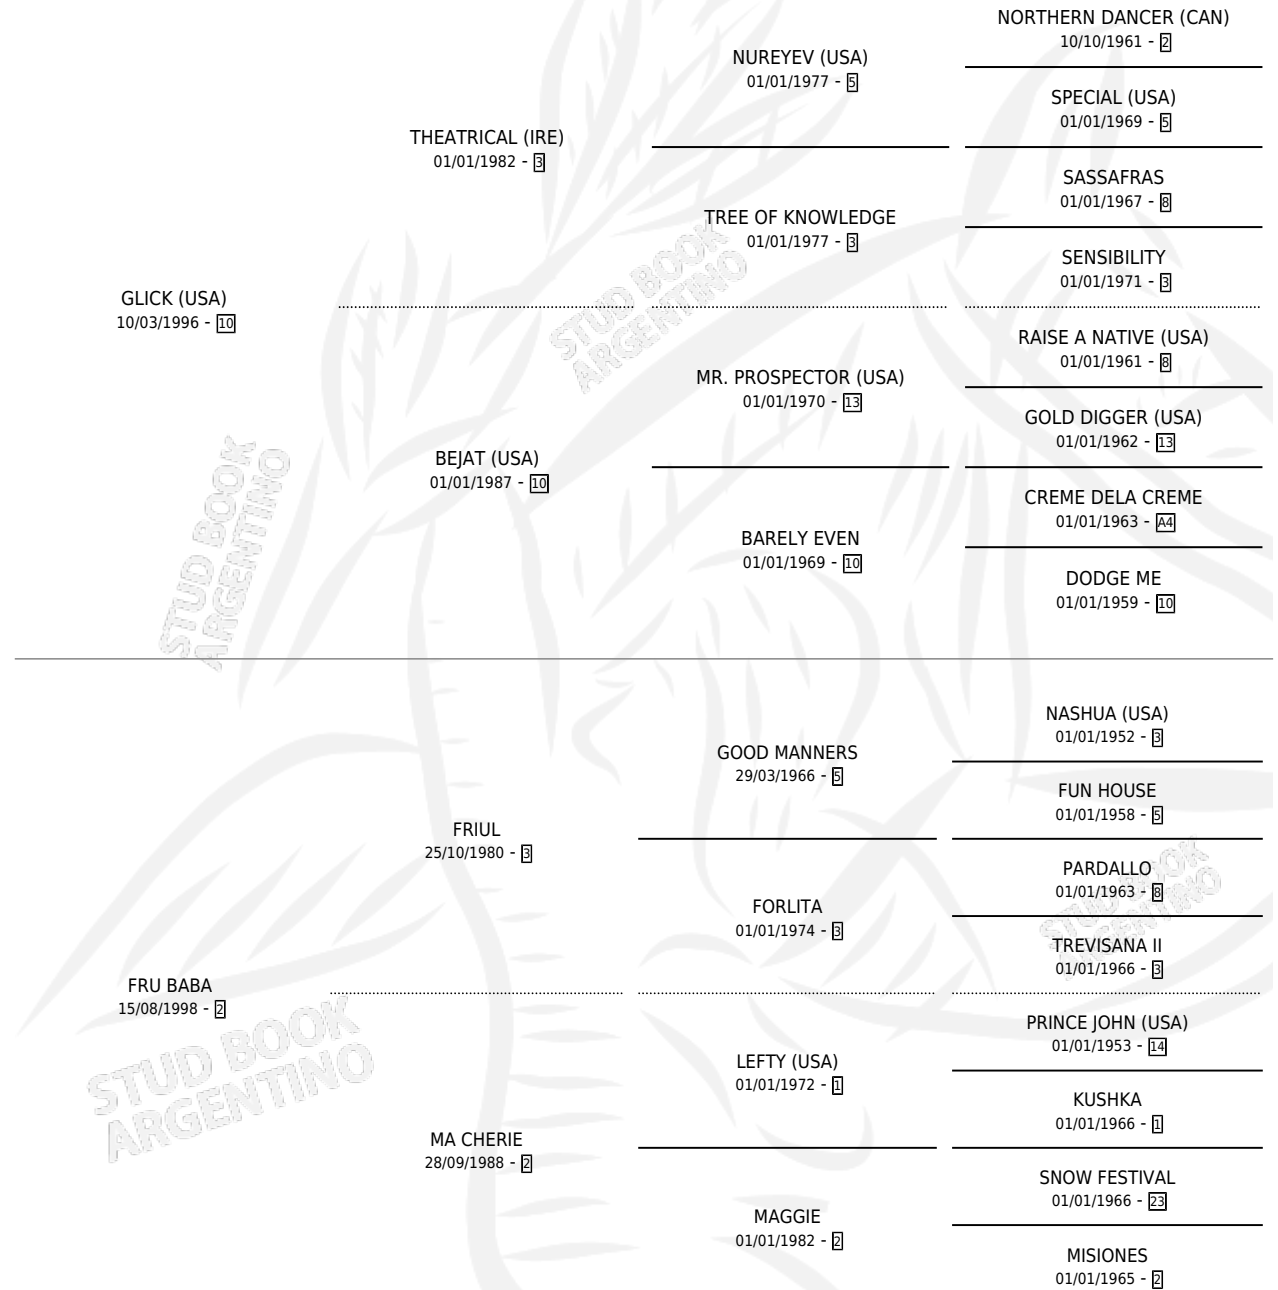 NORTHERN DANCER (CAN)
10/10/1961 - 2
NUREYEV (USA)
01/01/1977 - 5
SPECIAL (USA)
01/01/1969 - 5
THEATRICAL (IRE)
01/01/1982 - 3
SASSAFRAS
01/01/1967 - 8
TREE OF KNOWLEDGE
01/01/1977 - 3
SENSIBILITY
01/01/1971 - 3
STUD BOOK
ARGENTINO
GLICK (USA)
10/03/1996 - 10
RAISE A NATIVE (USA)
01/01/1961 - 8
MR. PROSPECTOR (USA)
01/01/1970 - 13
GOLD DIGGER (USA)
01/01/1962 - 13
BEJAT (USA)
01/01/1987 - 10
CREME DELA CREME
01/01/1963 - A4
BARELY EVEN
01/01/1969 - 10
DODGE ME
01/01/1959 - 10
STUD BOOK
ARGENTINO
NASHUA (USA)
01/01/1952 - 3
GOOD MANNERS
29/03/1966 - 5
FUN HOUSE
01/01/1958 - 5
FRIUL
25/10/1980 - 3
PARDALLO
01/01/1963 - 8
FORLITA
01/01/1974 - 3
TREVISANA II
01/01/1966 - 3
STUD BOOK
ARGENTINO
FRU BABA
15/08/1998 - 2
PRINCE JOHN (USA)
01/01/1953 - 14
LEFTY (USA)
01/01/1972 - 1
KUSHKA
01/01/1966 - 1
STUD BOOK
ARGENTINO
MA CHERIE
28/09/1988 - 2
SNOW FESTIVAL
01/01/1966 - 23
MAGGIE
01/01/1982 - 2
MISIONES
01/01/1965 - 2